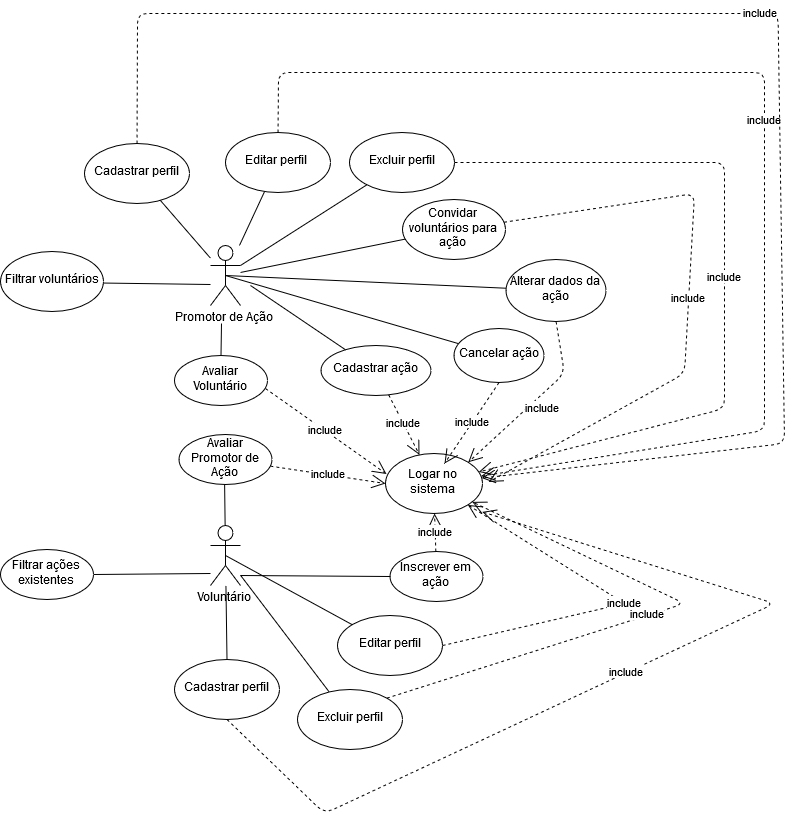 include
include
Cadastrar perfil
Editar perfil
Excluir perfil
Convidar
voluntários para
ação
Filtrar voluntários
Alterar dados da
ação
include
include
Promotor de Ação
Cancelar ação
Cadastrar ação
Avaliar
Voluntário
include
include
include
include
Avaliar
Promotor de
Ação
include
Logar no
sistema
include
Filtrar ações
existentes
Voluntário
Inscrever em
ação
include
include
Editar perfil
include
Cadastrar perfil
Excluir perfil